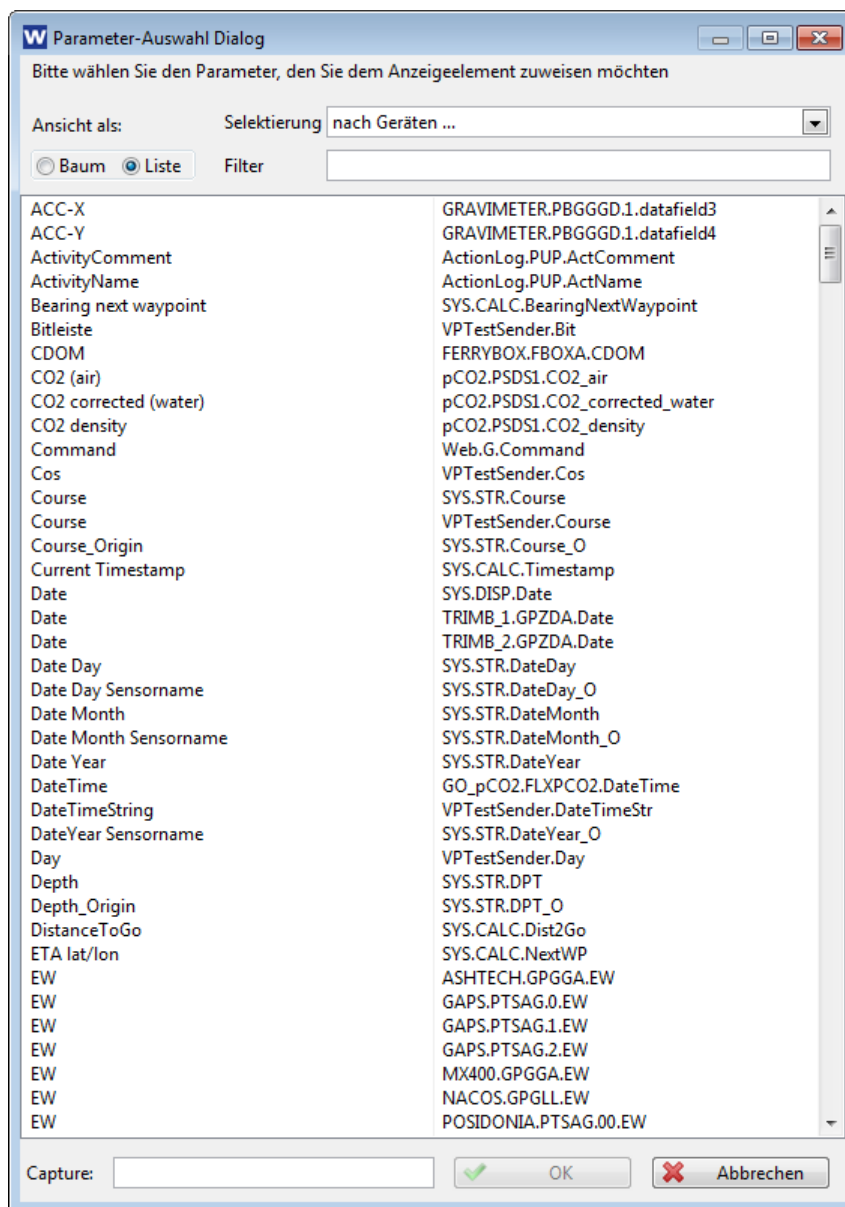 W Parameter-Auswahl Dialog
Bitte wählen Sie den Parameter, den Sie dem Anzeigeelement zuweisen möchten
Ansicht als: Selektierung nach Geräten ...
Baum Liste Filter
ACC-X GRAVIMETER.PBGGGD.1.datafield3
ACC-Y GRAVIMETER.PBGGGD.1.datafield4
ActivityComment ActionLog.PUP.ActComment
ActivityName ActionLog.PUP.ActName
Bearing next waypoint SYS.CALC.BearingNextWaypoint
Bitleiste VPTestSender.Bit
CDOM FERRYBOX.FBOXA.CDOM
CO2 (air) pCO2.PSDS1.CO2_air
CO2 corrected (water) pCO2.PSDS1.CO2_corrected_water
CO2 density pCO2.PSDS1.CO2_density
Command Web.G.Command
Cos VPTestSender.Cos
Course SYS.STR.Course
Course VPTestSender.Course
Course_Origin SYS.STR.Course_O
Current Timestamp SYS.CALC.Timestamp
Date SYS.DISP.Date
Date TRIMB_1.GPZDA.Date
Date TRIMB_2.GPZDA.Date
Date Day SYS.STR.DateDay
Date Day Sensorname SYS.STR.DateDay_O
Date Month SYS.STR.DateMonth
Date Month Sensorname SYS.STR.DateMonth_O
Date Year SYS.STR.DateYear
DateTime GO_pCO2.FLXPCO2.DateTime
DateTimeString VPTestSender.DateTimeStr
DateYear Sensorname SYS.STR.DateYear_O
Day VPTestSender.Day
Depth SYS.STR.DPT
Depth_Origin SYS.STR.DPT_O
DistanceToGo SYS.CALC.Dist2Go
ETA lat/lon SYS.CALC.NextWP
EW ASHTECH.GPGGA.EW
EW GAPS.PTSAG.0.EW
EW GAPS.PTSAG.1.EW
EW GAPS.PTSAG.2.EW
EW MX400.GPGGA.EW
EW NACOS.GPGLL.EW
EW POSIDONIA.PTSAG.00.EW
Capture: OK Abbrechen